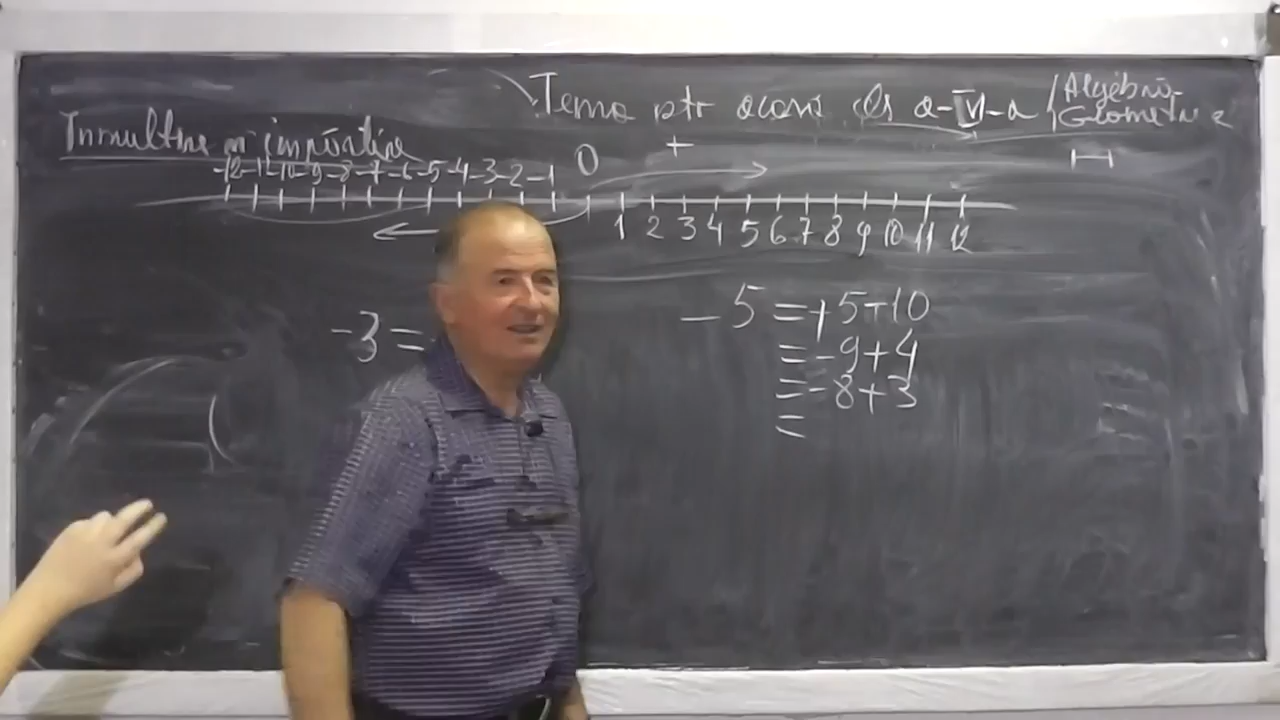 Tema ptr acasă cls a-VI-a / Algebră
Geometrie
Inmultire și impărtire
-12 -11 -10 -9 -8 -7 -6 -5 -4 -3 -2 -1 0 +
1 2 3 4 5 6 7 8 9 10 11 12
-3 =
-5 = +5+10
= -9+4
= -8+3
=